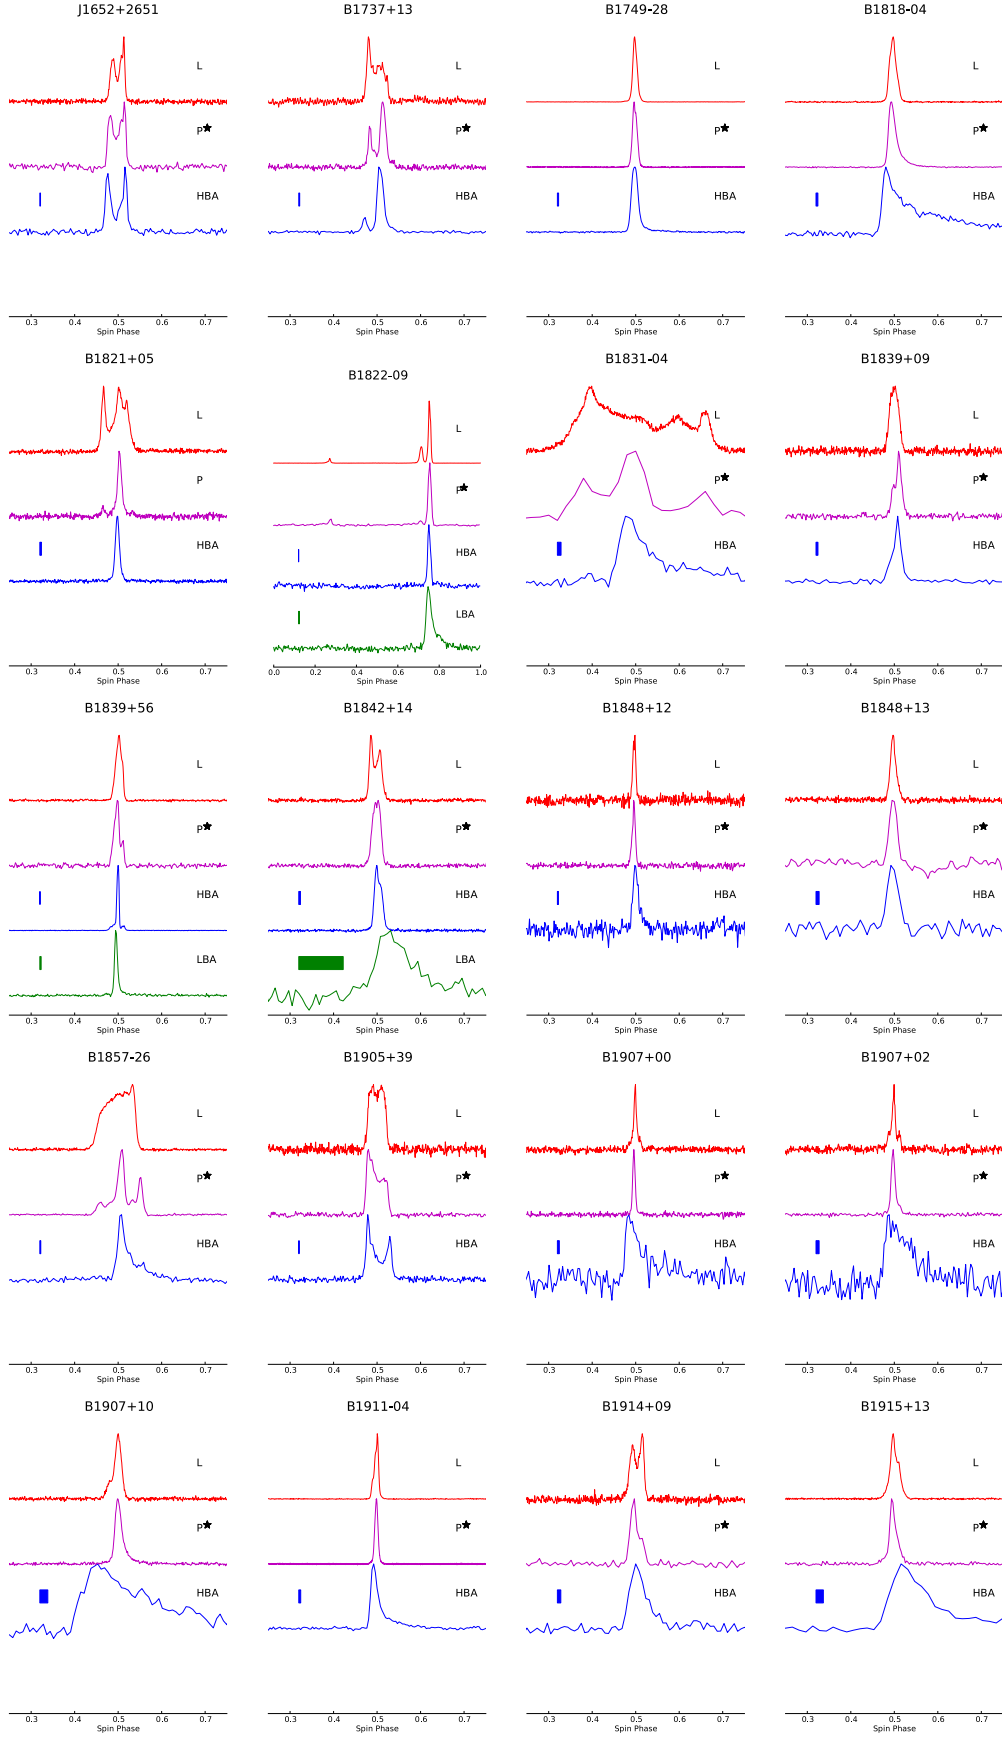 J1652+2651 B1737+13 B1749-28 B1818-04
L L L L
P★ P★ P★ P★
HBA HBA HBA HBA
0.3 0.4 0.5 0.6 0.7 0.3 0.4 0.5 0.6 0.7 0.3 0.4 0.5 0.6 0.7 0.3 0.4 0.5 0.6 0.7
Spin Phase Spin Phase Spin Phase Spin Phase
B1821+05 B1822-09 B1831-04 B1839+09
L L L L
P P★ P★ P★
HBA HBA HBA HBA
LBA
0.3 0.4 0.5 0.6 0.7 0.0 0.2 0.4 0.6 0.8 1.0 0.3 0.4 0.5 0.6 0.7 0.3 0.4 0.5 0.6 0.7
Spin Phase Spin Phase Spin Phase Spin Phase
B1839+56 B1842+14 B1848+12 B1848+13
L L L L
P★ P★ P★ P★
HBA HBA HBA HBA
LBA LBA
0.3 0.4 0.5 0.6 0.7 0.3 0.4 0.5 0.6 0.7 0.3 0.4 0.5 0.6 0.7 0.3 0.4 0.5 0.6 0.7
Spin Phase Spin Phase Spin Phase Spin Phase
B1857-26 B1905+39 B1907+00 B1907+02
L L L L
P★ P★ P★ P★
HBA HBA HBA HBA
0.3 0.4 0.5 0.6 0.7 0.3 0.4 0.5 0.6 0.7 0.3 0.4 0.5 0.6 0.7 0.3 0.4 0.5 0.6 0.7
Spin Phase Spin Phase Spin Phase Spin Phase
B1907+10 B1911-04 B1914+09 B1915+13
L L L L
P★ P★ P★ P★
HBA HBA HBA HBA
0.3 0.4 0.5 0.6 0.7 0.3 0.4 0.5 0.6 0.7 0.3 0.4 0.5 0.6 0.7 0.3 0.4 0.5 0.6 0.7
Spin Phase Spin Phase Spin Phase Spin Phase